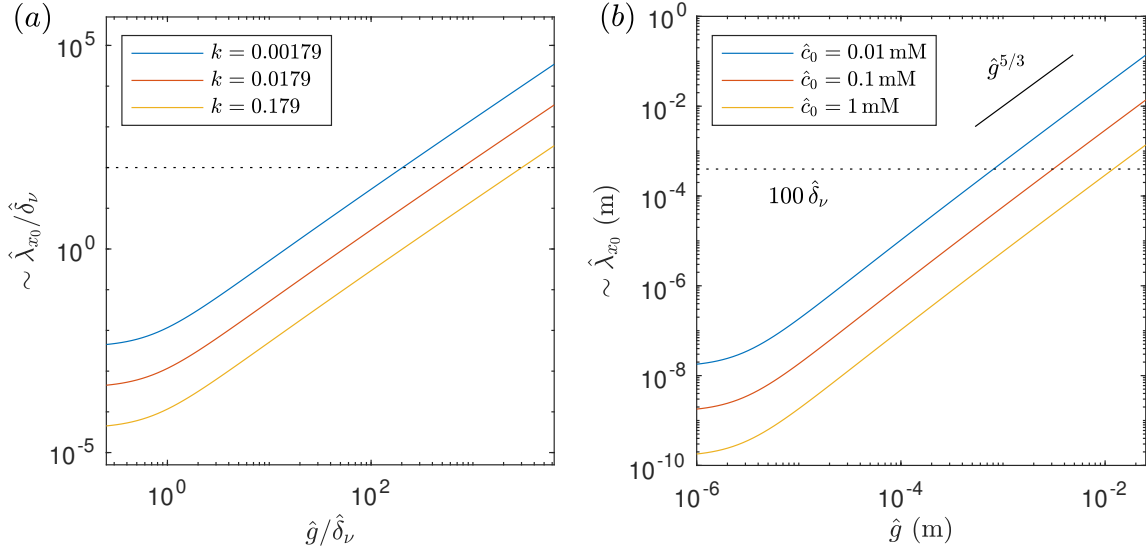 (a)
k = 0.00179
k = 0.0179
k = 0.179
10^5
10^0
10^-5
10^0
10^2
∼ λ̂_{x_0}/δ̂_ν
ĝ/δ̂_ν
(b)
ĉ_0 = 0.01 mM
ĉ_0 = 0.1 mM
ĉ_0 = 1 mM
ĝ^{5/3}
100 δ̂_ν
10^0
10^-2
10^-4
10^-6
10^-8
10^-10
10^-6
10^-4
10^-2
∼ λ̂_{x_0} (m)
ĝ (m)